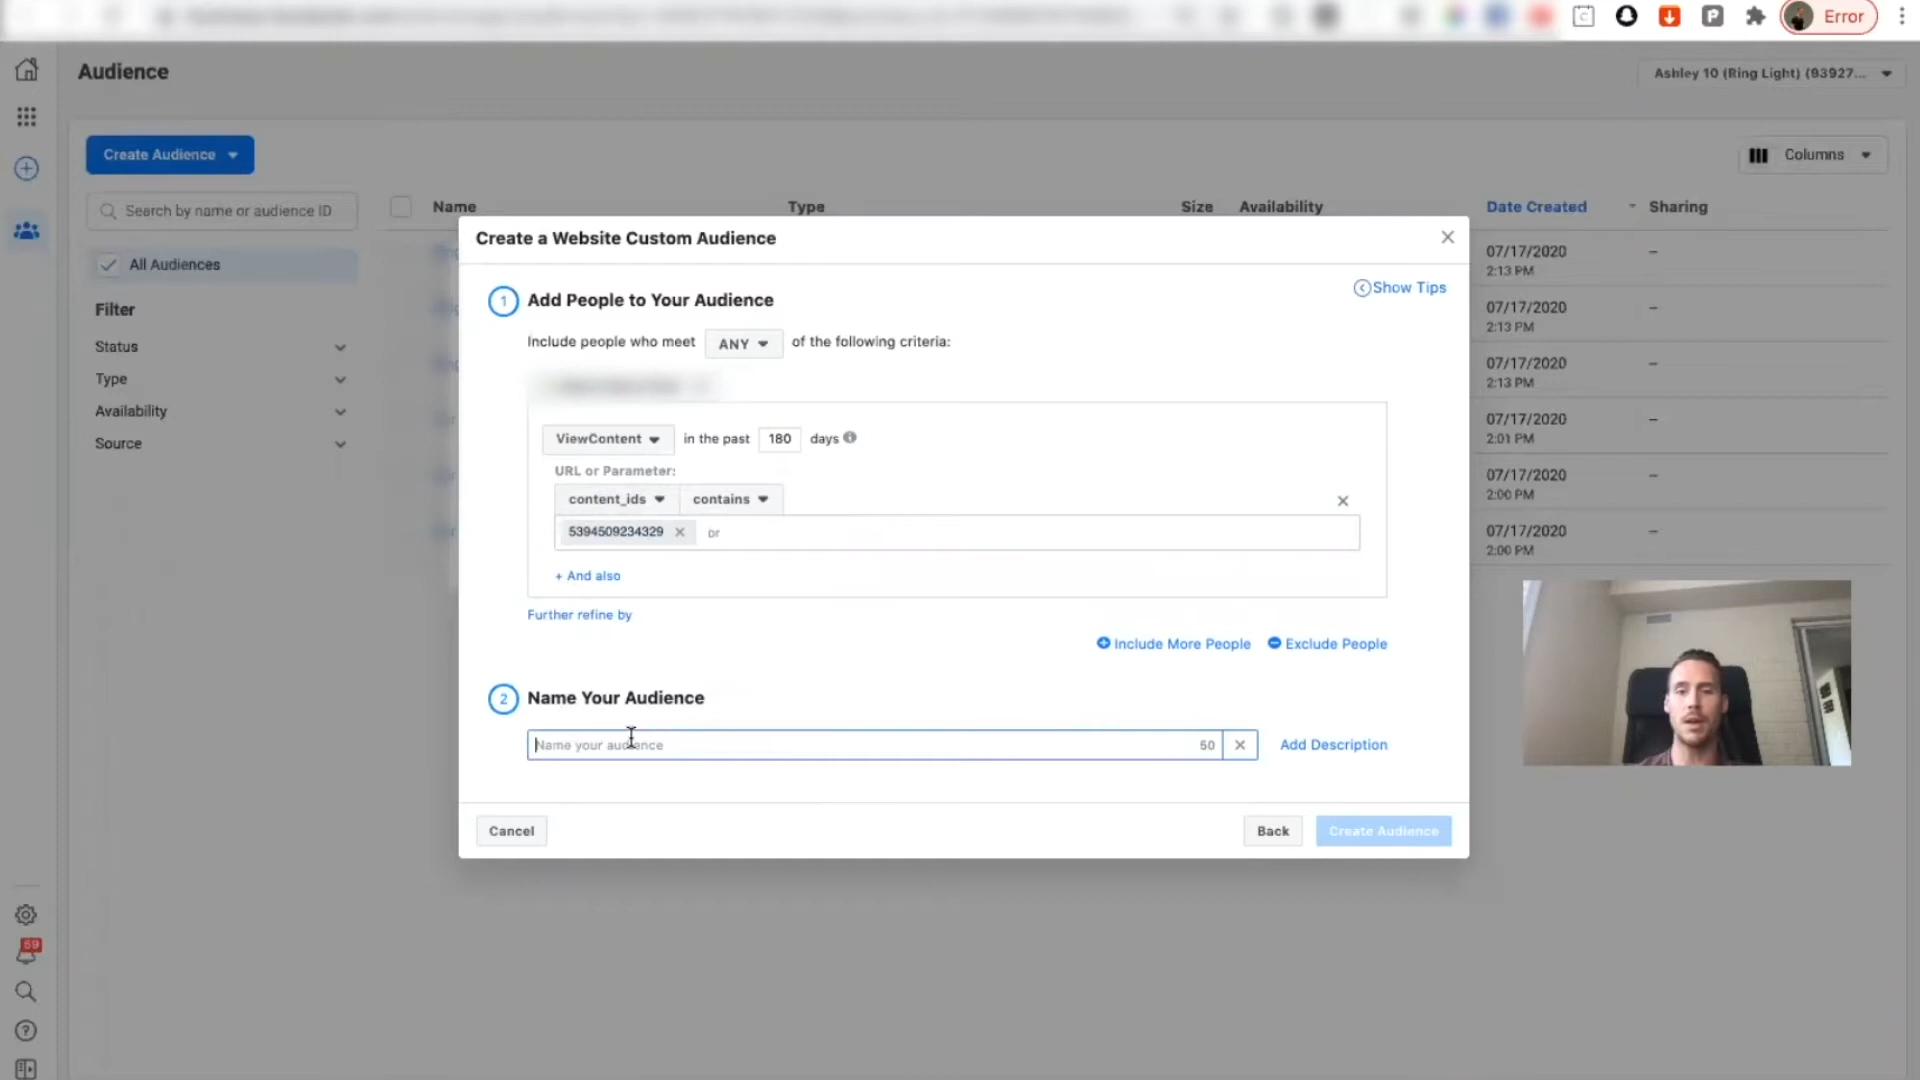 Error
Audience
Ashley 10 (Ring Light) (93927...
Create Audience
Columns
Search by name or audience ID
Name
Type
Size
Availability
Date Created
Sharing
All Audiences
Filter
Status
Type
Availability
Source
07/17/2020
2:13 PM
–
07/17/2020
2:13 PM
–
07/17/2020
2:13 PM
–
07/17/2020
2:01 PM
–
07/17/2020
2:00 PM
–
07/17/2020
2:00 PM
–
Create a Website Custom Audience
Show Tips
1 Add People to Your Audience
Include people who meet ANY of the following criteria:
ViewContent in the past 180 days
URL or Parameter:
content_ids contains
5394509234329 or
+ And also
Further refine by
Include More People Exclude People
2 Name Your Audience
Name your audience 50 Add Description
Cancel Back Create Audience
59